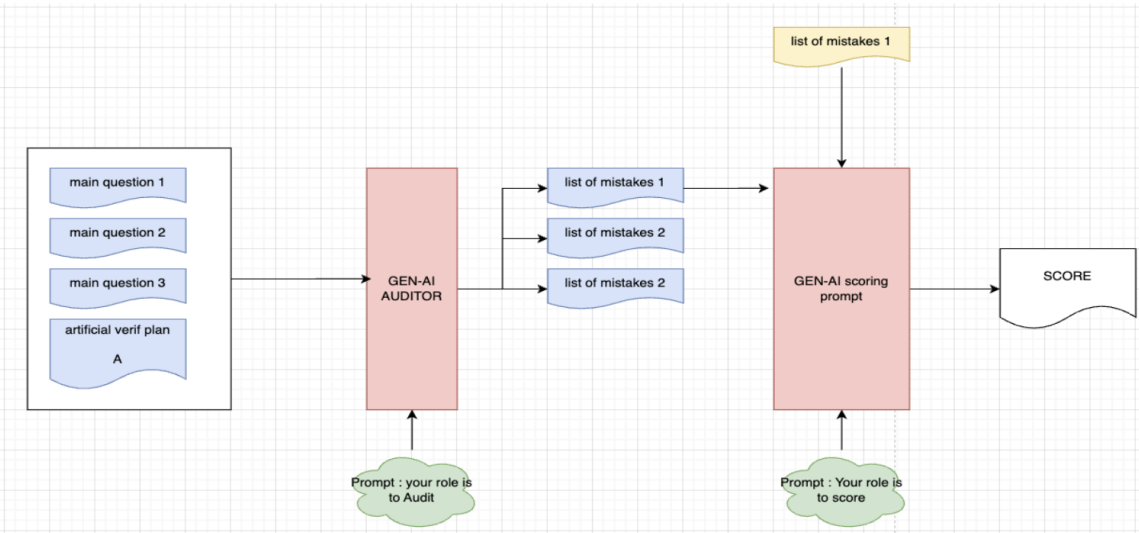 list of mistakes 1
main question 1
main question 2
main question 3
artificial verif plan
A
GEN-AI
AUDITOR
list of mistakes 1
list of mistakes 2
list of mistakes 2
GEN-AI scoring
prompt
SCORE
Prompt : your role is
to Audit
Prompt : Your role is
to score